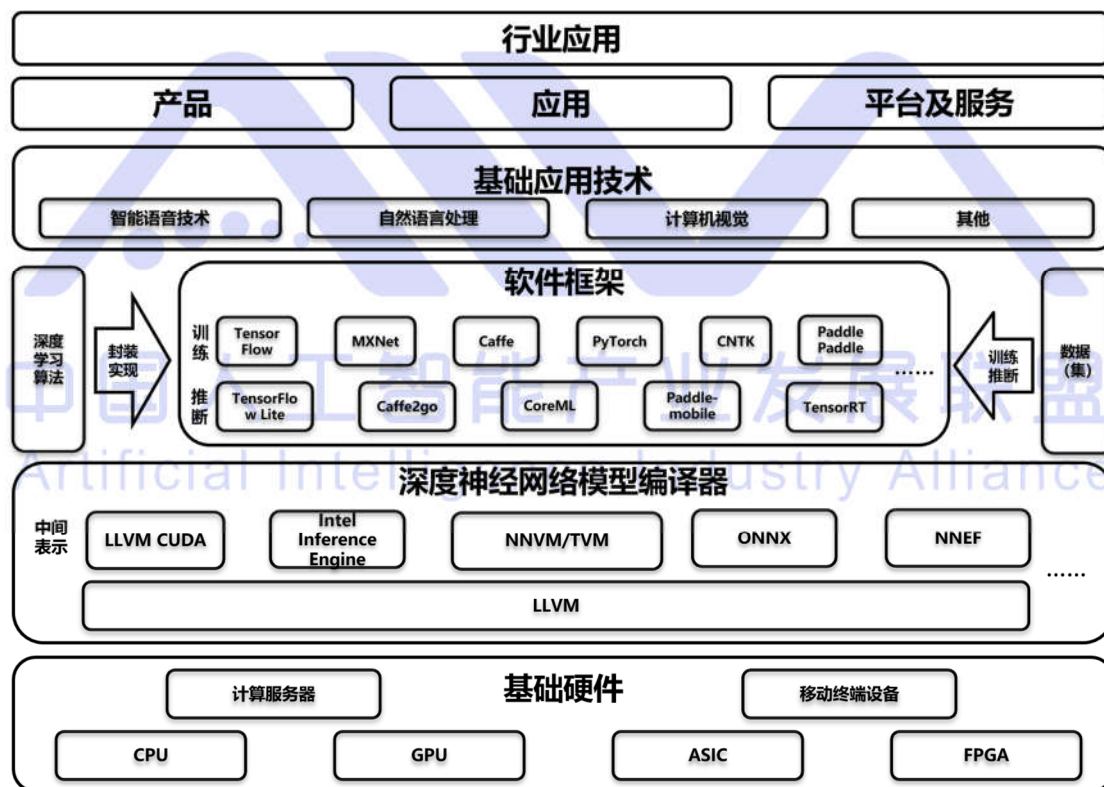 行业应用
产品
应用
平台及服务
基础应用技术
智能语音技术
自然语言处理
计算机视觉
其他
深度
学习
算法
封装
实现
软件框架
训
练
Tensor
Flow
MXNet
Caffe
PyTorch
CNTK
Paddle
Paddle
推
断
TensorFlo
w Lite
Caffe2go
CoreML
Paddle-
mobile
TensorRT
……
训练
推断
数据
(集)
中国人工智能产业发展联盟
Artificial Intelligence Industry Alliance
深度神经网络模型编译器
中间
表示
LLVM CUDA
Intel
Inference
Engine
NNVM/TVM
ONNX
NNEF
……
LLVM
基础硬件
计算服务器
移动终端设备
CPU
GPU
ASIC
FPGA